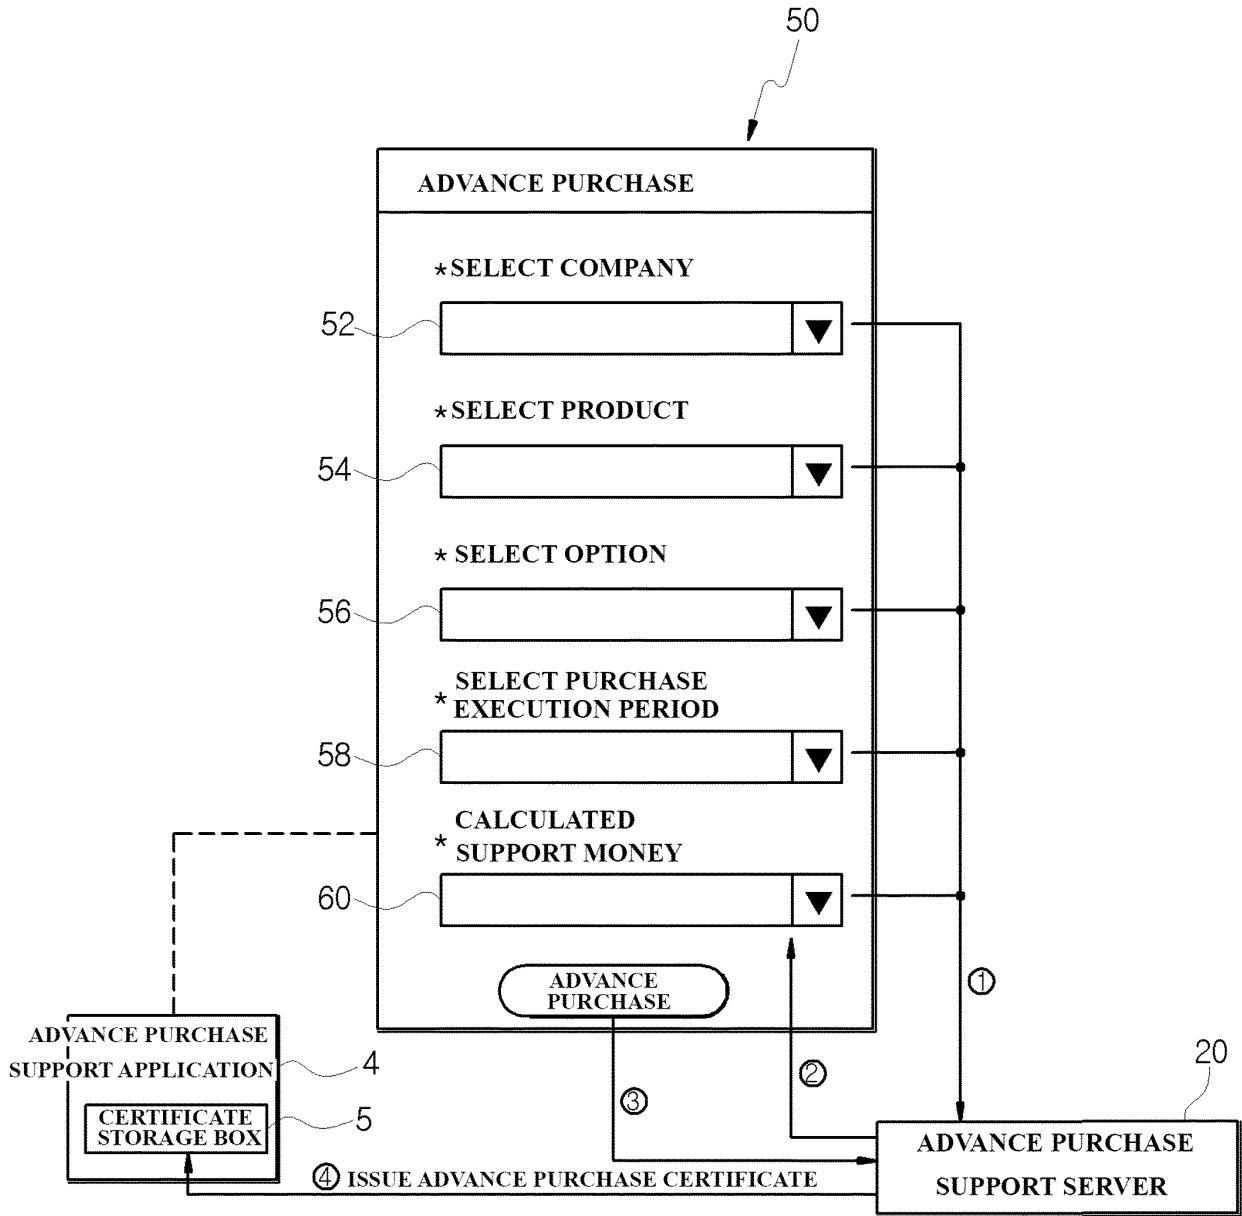 50
ADVANCE PURCHASE
*SELECT COMPANY
52
▼
*SELECT PRODUCT
54
▼
* SELECT OPTION
56
▼
* SELECT PURCHASE
EXECUTION PERIOD
58
▼
* CALCULATED
SUPPORT MONEY
60
▼
ADVANCE
PURCHASE
①
②
③
ADVANCE PURCHASE
SUPPORT APPLICATION
4
CERTIFICATE
STORAGE BOX
5
④ ISSUE ADVANCE PURCHASE CERTIFICATE
20
ADVANCE PURCHASE
SUPPORT SERVER